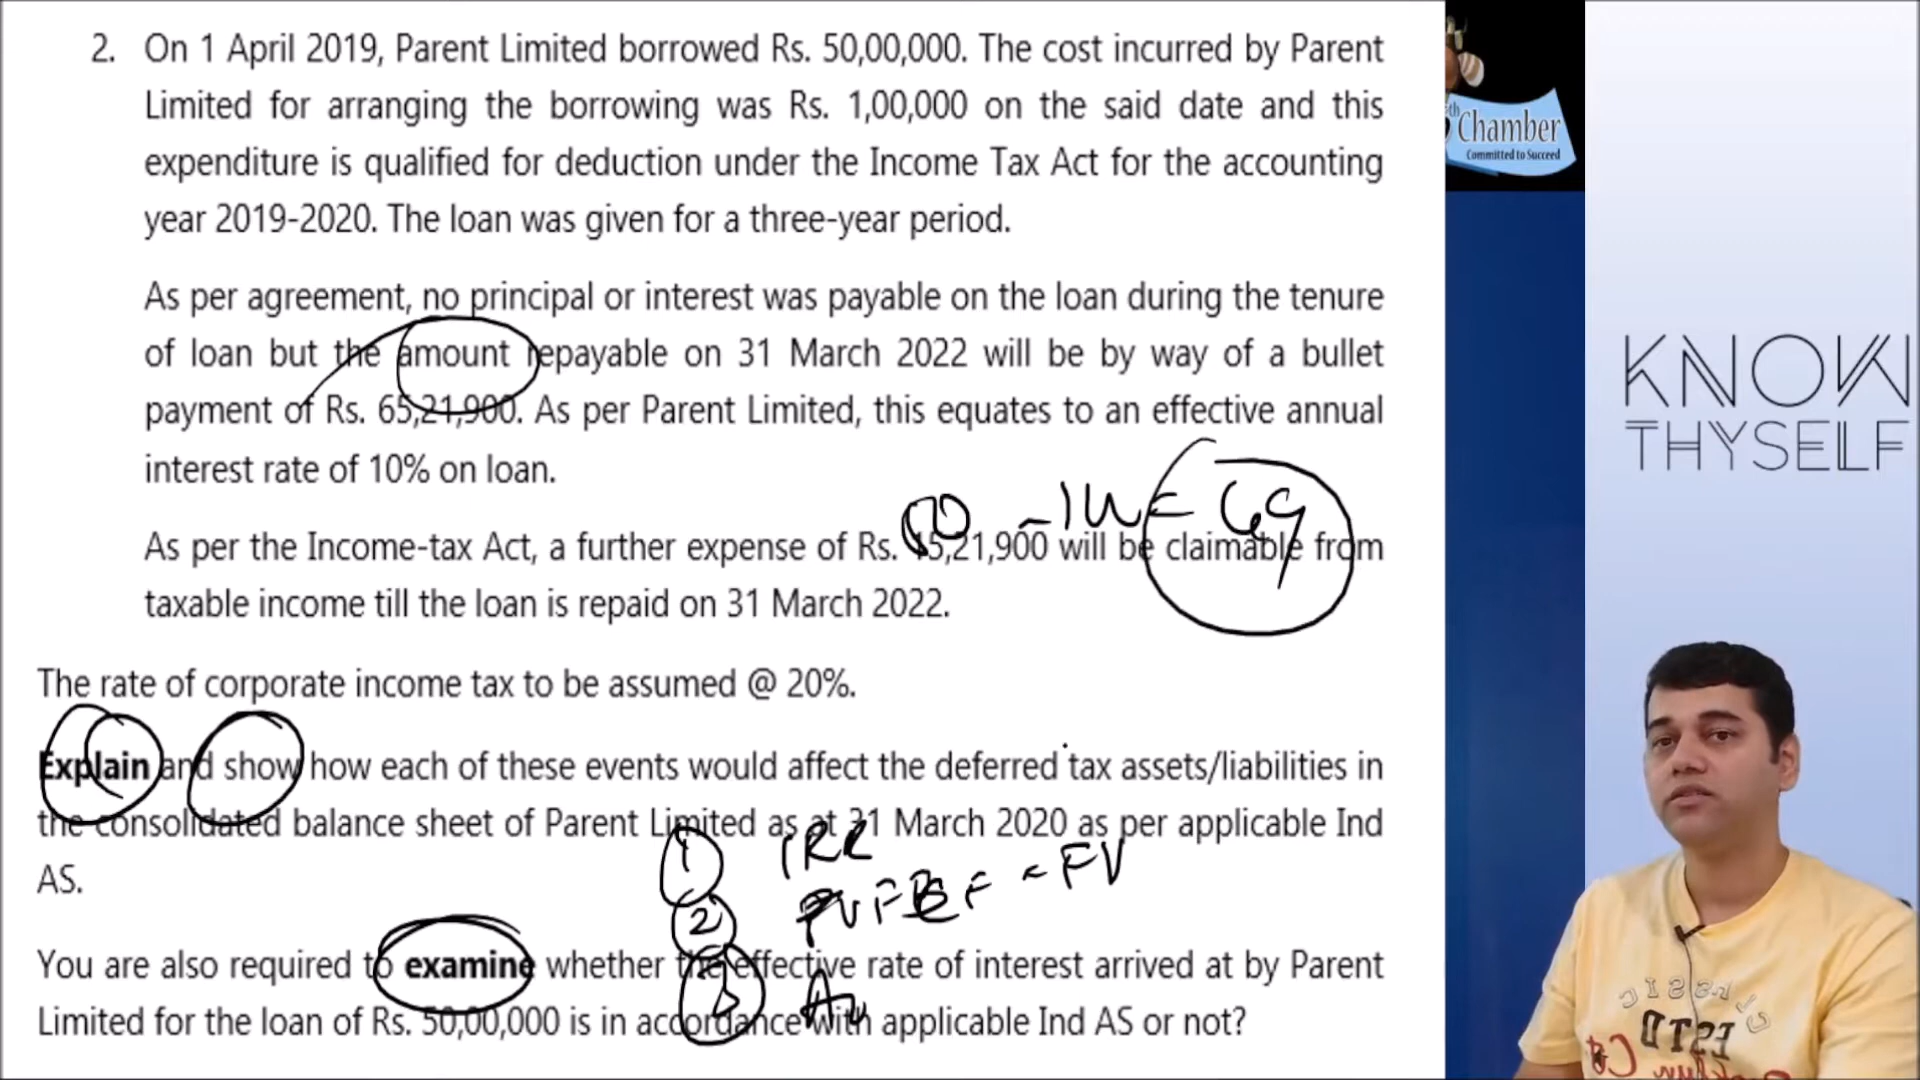 2. On 1 April 2019, Parent Limited borrowed Rs. 50,00,000. The cost incurred by Parent
Limited for arranging the borrowing was Rs. 1,00,000 on the said date and this
expenditure is qualified for deduction under the Income Tax Act for the accounting
year 2019-2020. The loan was given for a three-year period.
As per agreement, no principal or interest was payable on the loan during the tenure
of loan but the amount repayable on 31 March 2022 will be by way of a bullet
payment of Rs. 65,21,900. As per Parent Limited, this equates to an effective annual
interest rate of 10% on loan.
50 - 1 = 49
As per the Income-tax Act, a further expense of Rs. 15,21,900 will be claimable from
taxable income till the loan is repaid on 31 March 2022.
The rate of corporate income tax to be assumed @ 20%.
Explain and show how each of these events would affect the deferred tax assets/liabilities in
the consolidated balance sheet of Parent Limited as at 31 March 2020 as per applicable Ind
AS.
1 IRR
2 = FV
3
You are also required to examine whether the effective rate of interest arrived at by Parent
Limited for the loan of Rs. 50,00,000 is in accordance with applicable Ind AS or not?
th
Chamber
Committed to Succeed
KNOW
THYSELF